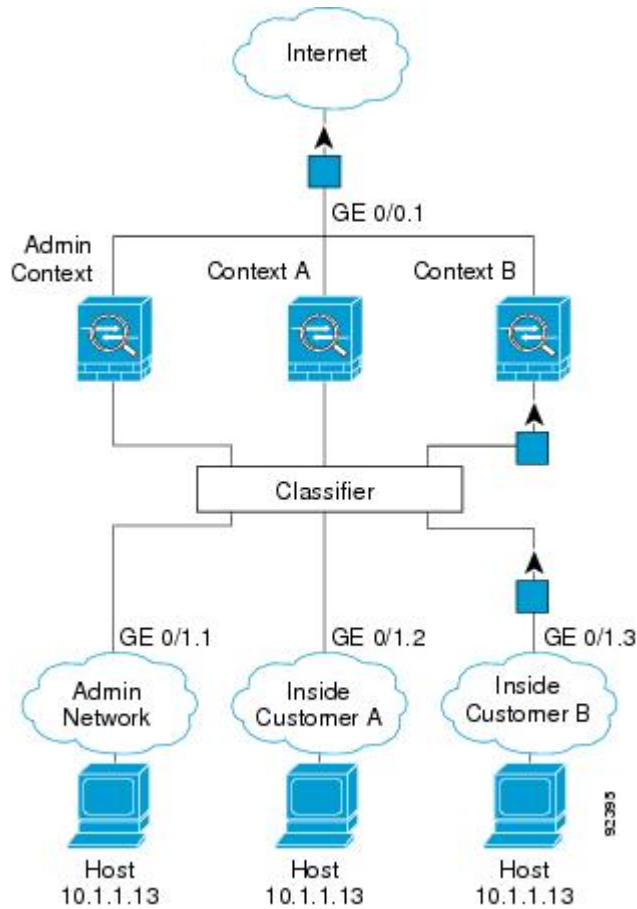 Internet
GE 0/0.1
Admin
Context
Context A
Context B
Classifier
GE 0/1.1
GE 0/1.2
GE 0/1.3
Admin
Network
Inside
Customer A
Inside
Customer B
92395
Host
10.1.1.13
Host
10.1.1.13
Host
10.1.1.13